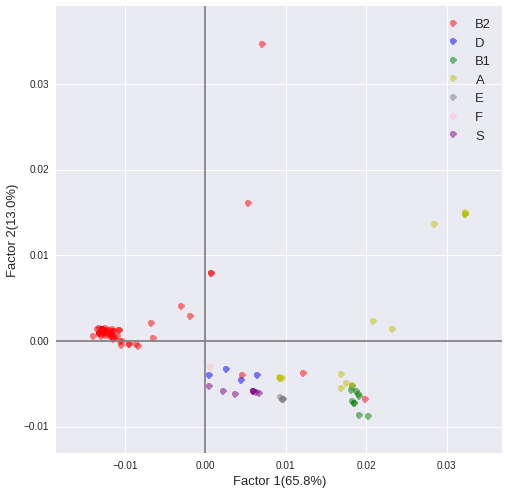 B2
D
B1
A
E
F
S
0.03
0.02
0.01
0.00
−0.01
Factor 2(13.0%)
−0.01
0.00
0.01
0.02
0.03
Factor 1(65.8%)